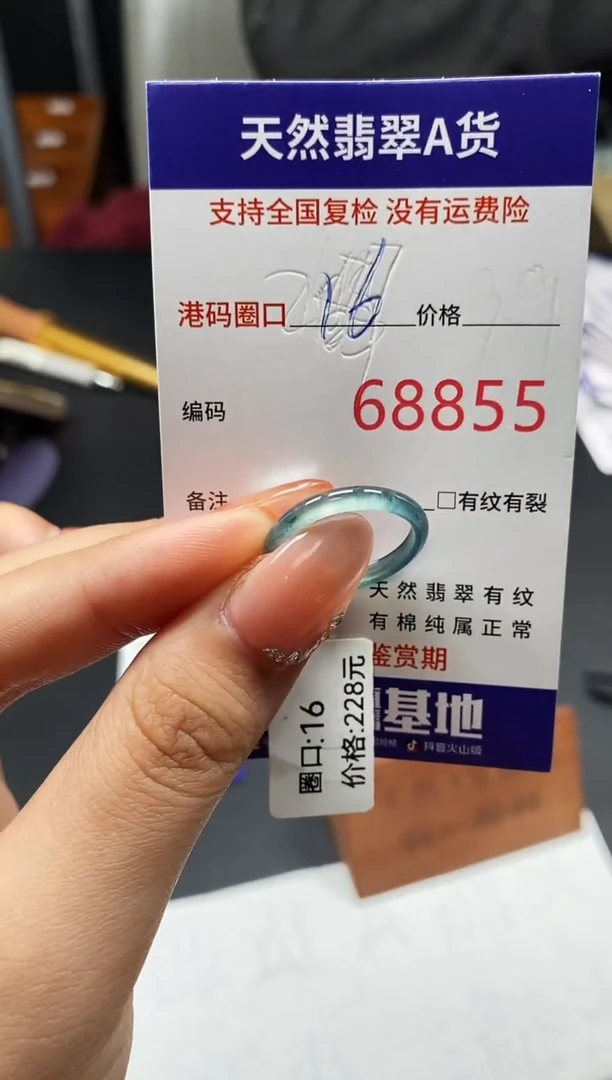 天然翡翠A货
支持全国复检 没有运费险
港码圈口 16 价格
编码 68855
备注 □有纹有裂
天然翡翠有纹
有棉纯属正常
鉴赏期
基地
抖音火山版
圈口:16
价格:228元